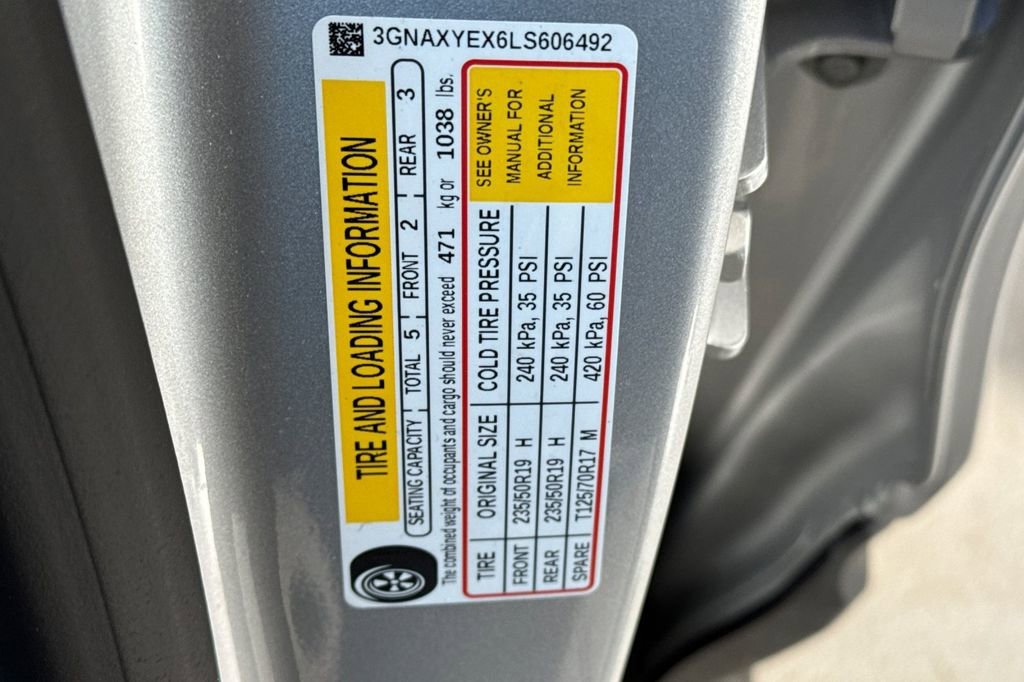 3GNAXYEX6LS606492
TIRE AND LOADING INFORMATION
SEATING CAPACITY | TOTAL 5 | FRONT 2 | REAR 3
The combined weight of occupants and cargo should never exceed 471 kg or 1038 lbs.
TIRE ORIGINAL SIZE COLD TIRE PRESSURE
FRONT 235/50R19 H 240 kPa, 35 PSI
REAR 235/50R19 H 240 kPa, 35 PSI
SPARE T125/70R17 M 420 kPa, 60 PSI
SEE OWNER'S
MANUAL FOR
ADDITIONAL
INFORMATION